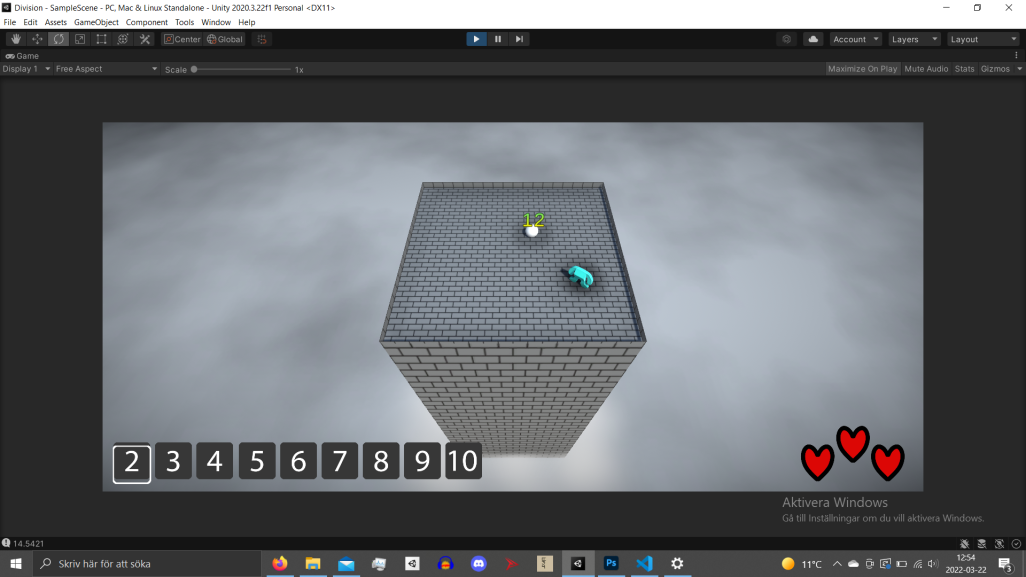 Division - SampleScene - PC, Mac & Linux Standalone - Unity 2020.3.22f1 Personal <DX11>
File Edit Assets GameObject Component Tools Window Help
Center Global Account Layers Layout
Game
Display 1 Free Aspect Scale 1x Maximize On Play Mute Audio Stats Gizmos
12
2 3 4 5 6 7 8 9 10
Aktivera Windows
Gå till Inställningar om du vill aktivera Windows.
14.5421
Skriv här för att söka
11°C
12:54
2022-03-22
3